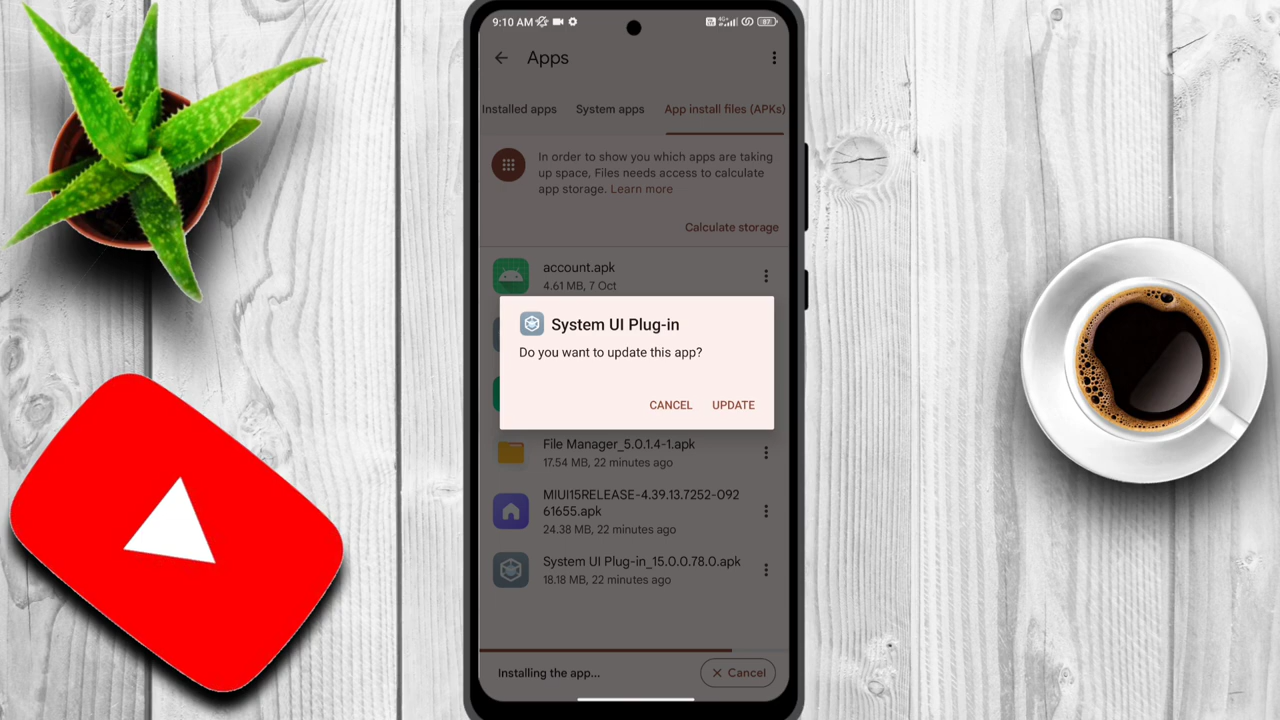 9:10 AM
4G+
87
Apps
Installed apps
System apps
App install files (APKs)
In order to show you which apps are taking
up space, Files needs access to calculate
app storage. Learn more
Calculate storage
account.apk
4.61 MB, 7 Oct
System UI Plug-in
Do you want to update this app?
CANCEL
UPDATE
File Manager_5.0.1.4-1.apk
17.54 MB, 22 minutes ago
MIUI15RELEASE-4.39.13.7252-092
61655.apk
24.38 MB, 22 minutes ago
System UI Plug-in_15.0.0.78.0.apk
18.18 MB, 22 minutes ago
Installing the app...
Cancel